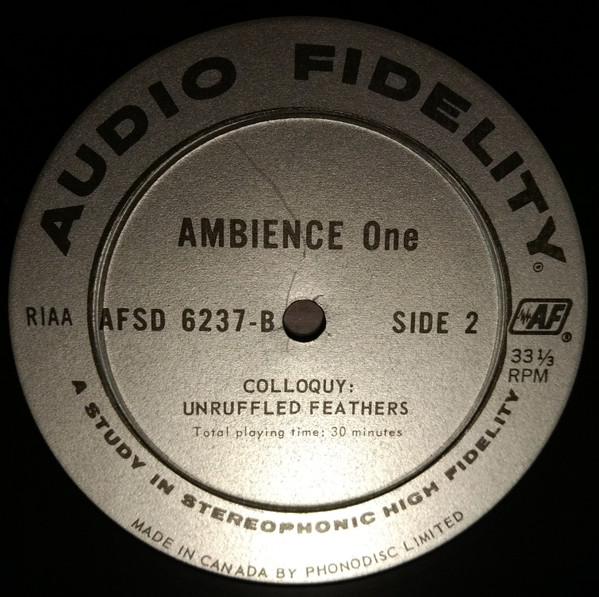 AUDIO FIDELITY®
AMBIENCE One
RIAA
AFSD 6237-B
SIDE 2
AF®
33⅓
RPM
COLLOQUY:
UNRUFFLED FEATHERS
Total playing time: 30 minutes
A STUDY IN STEREOPHONIC HIGH FIDELITY
MADE IN CANADA BY PHONODISC LIMITED